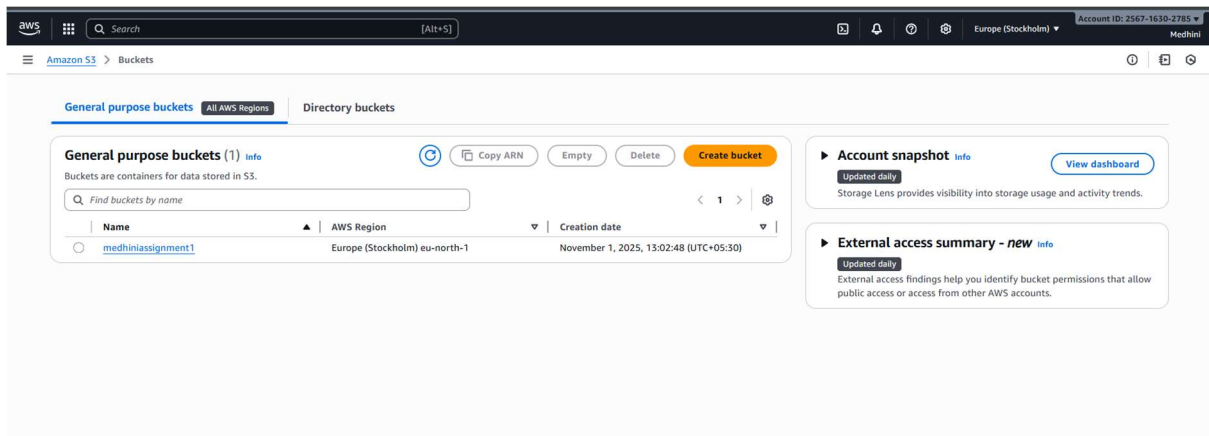 aws
Search [Alt+S]
Europe (Stockholm) ▼
Account ID: 2567-1630-2785 ▼
Medhini
Amazon S3 > Buckets
General purpose buckets All AWS Regions
Directory buckets
General purpose buckets (1) Info
Copy ARN
Empty
Delete
Create bucket
Buckets are containers for data stored in S3.
Find buckets by name
< 1 >
Name AWS Region Creation date
medhiniassignment1 Europe (Stockholm) eu-north-1 November 1, 2025, 13:02:48 (UTC+05:30)
Account snapshot Info
View dashboard
Updated daily
Storage Lens provides visibility into storage usage and activity trends.
External access summary - new Info
Updated daily
External access findings help you identify bucket permissions that allow
public access or access from other AWS accounts.